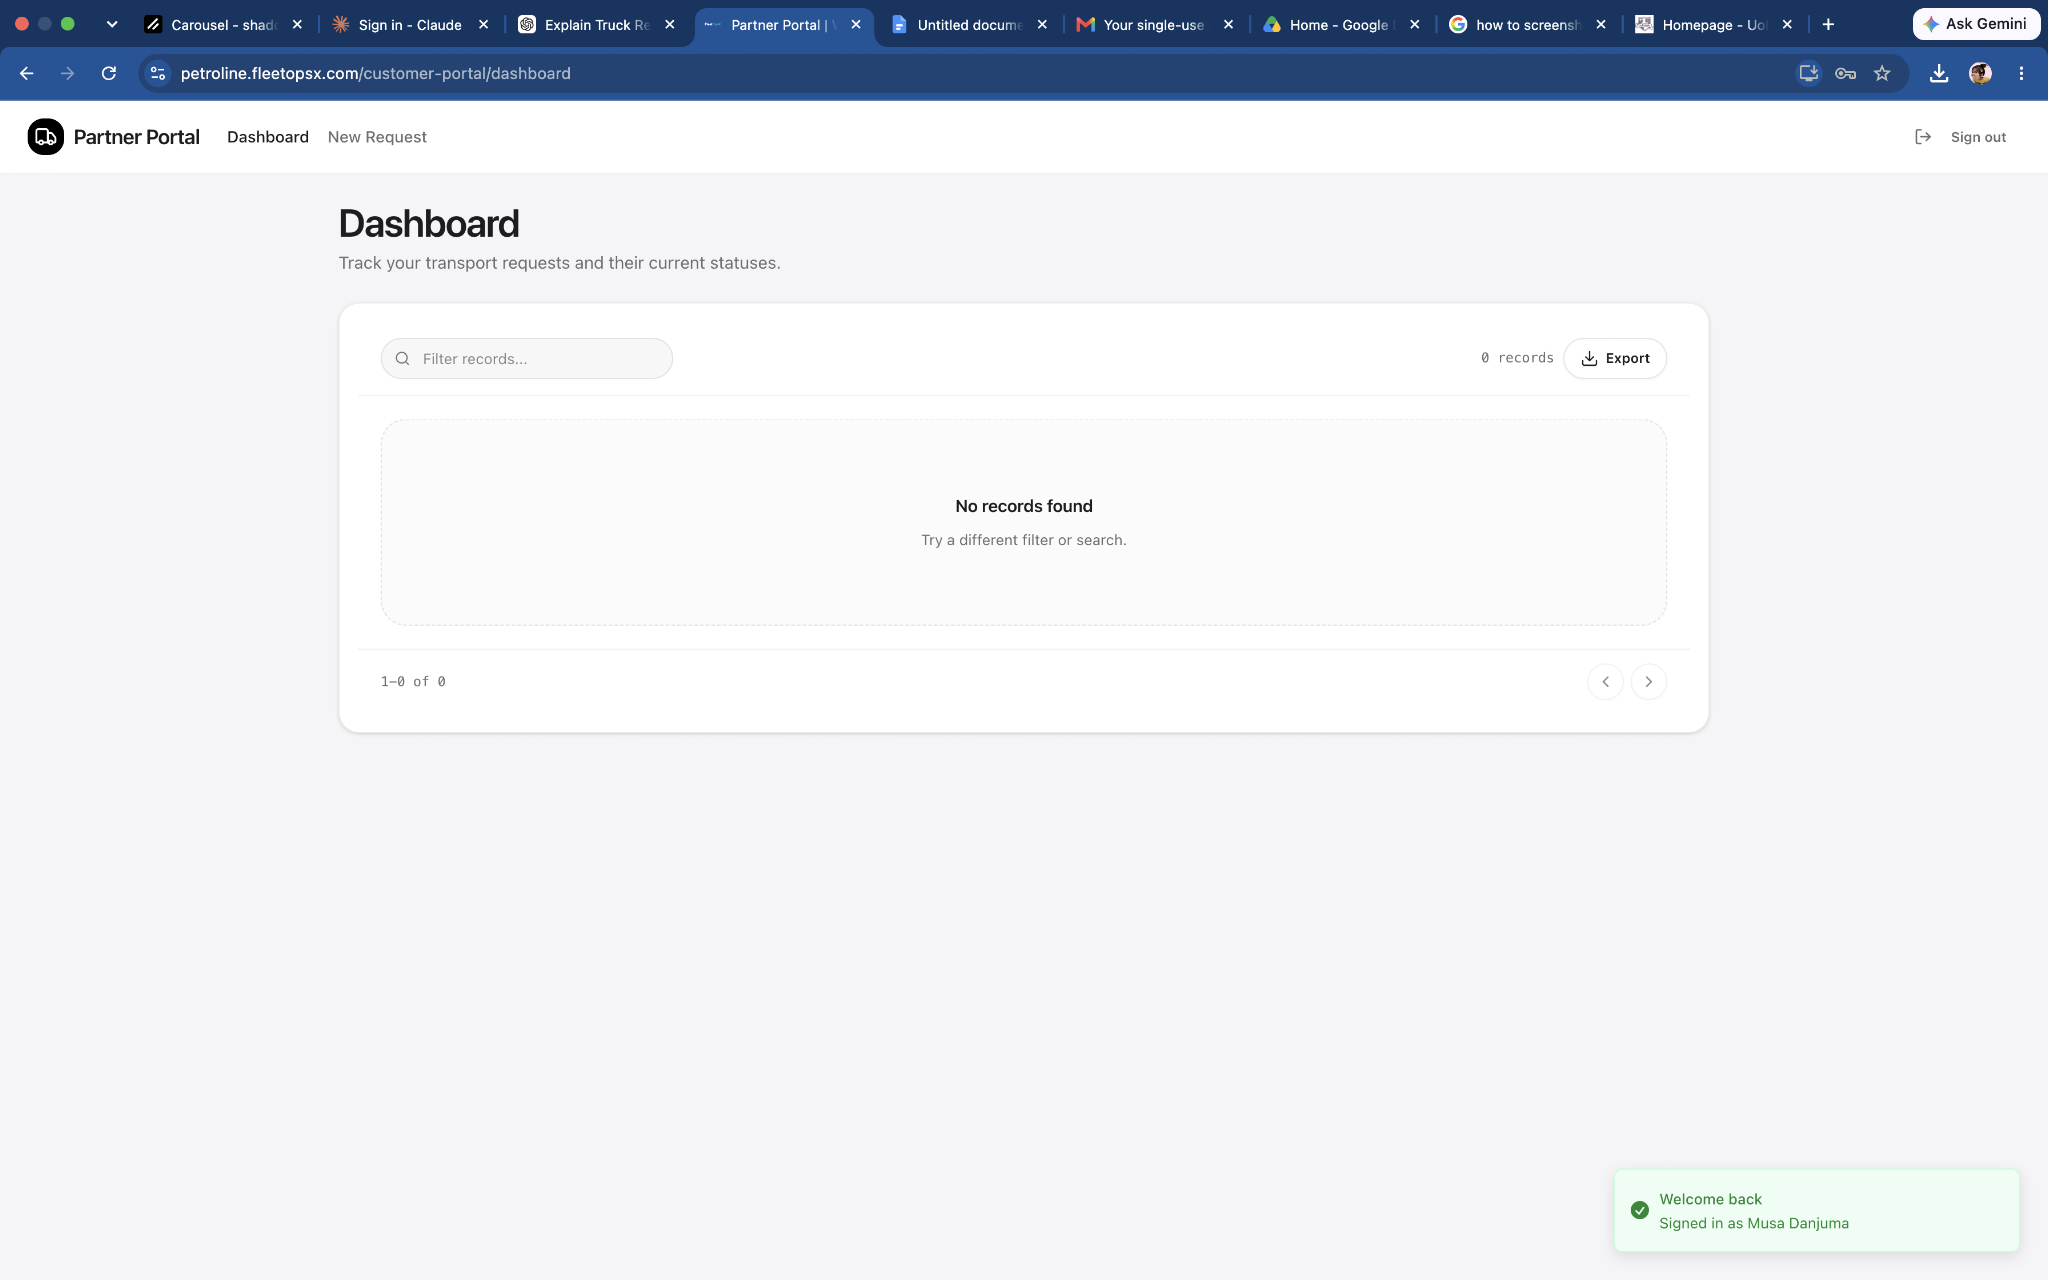 Carousel - shad
Sign in - Claude
Explain Truck Re
Partner Portal |
Untitled docume
Your single-use
Home - Google
how to screensh
Homepage - Uo
Ask Gemini
petroline.fleetopsx.com/customer-portal/dashboard
Partner Portal
Dashboard
New Request
Sign out
Dashboard
Track your transport requests and their current statuses.
Filter records...
0 records
Export
No records found
Try a different filter or search.
1–0 of 0
Welcome back
Signed in as Musa Danjuma